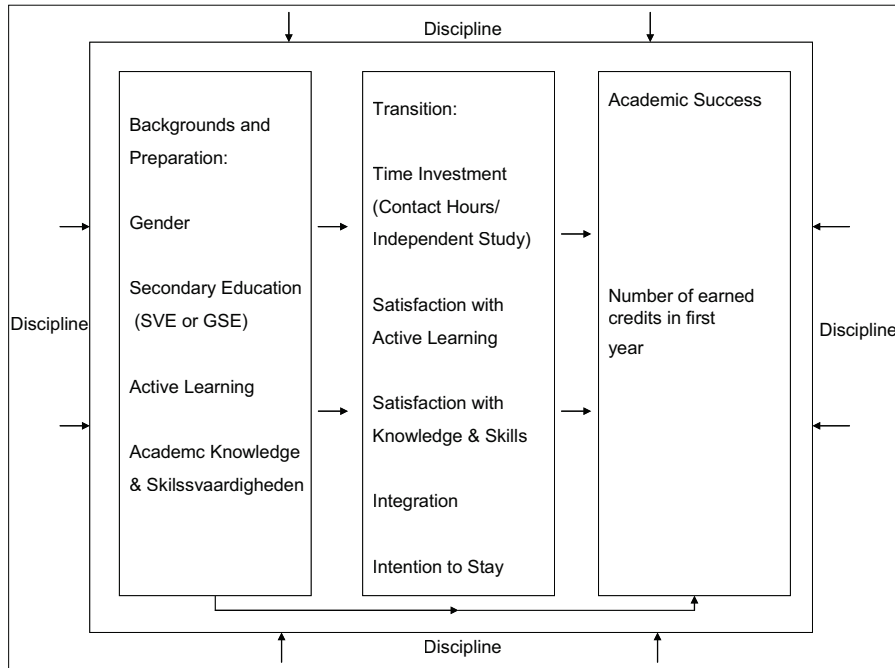 Discipline
Discipline
Backgrounds and
Preparation:
Gender
Secondary Education
(SVE or GSE)
Active Learning
Academc Knowledge
& Skilssvaardigheden
Transition:
Time Investment
(Contact Hours/
Independent Study)
Satisfaction with
Active Learning
Satisfaction with
Knowledge & Skills
Integration
Intention to Stay
Academic Success
Number of earned
credits in first
year
Discipline
Discipline